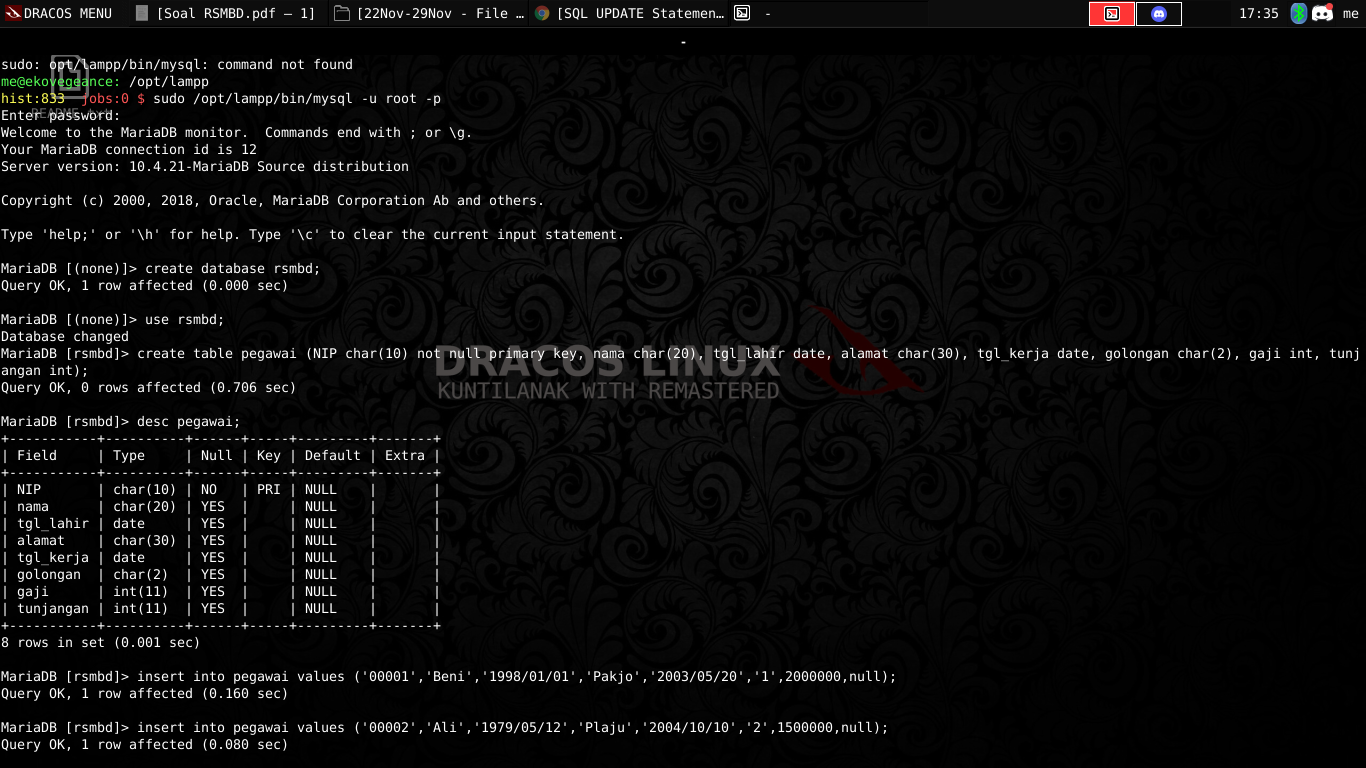 DRACOS MENU
[Soal RSMBD.pdf — 1]
[22Nov-29Nov - File …
[SQL UPDATE Statemen…
-
17:35
me
-
sudo: opt/lampp/bin/mysql: command not found
me@ekovegeance: /opt/lampp
hist:833 jobs:0 $ sudo /opt/lampp/bin/mysql -u root -p
Enter password:
Welcome to the MariaDB monitor.  Commands end with ; or \g.
Your MariaDB connection id is 12
Server version: 10.4.21-MariaDB Source distribution
Copyright (c) 2000, 2018, Oracle, MariaDB Corporation Ab and others.
Type 'help;' or '\h' for help. Type '\c' to clear the current input statement.
MariaDB [(none)]> create database rsmbd;
Query OK, 1 row affected (0.000 sec)
MariaDB [(none)]> use rsmbd;
Database changed
MariaDB [rsmbd]> create table pegawai (NIP char(10) not null primary key, nama char(20), tgl_lahir date, alamat char(30), tgl_kerja date, golongan char(2), gaji int, tunj
angan int);
Query OK, 0 rows affected (0.706 sec)
DRACOS LINUX
KUNTILANAK WITH REMASTERED
MariaDB [rsmbd]> desc pegawai;
+-----------+----------+------+-----+---------+-------+
| Field     | Type     | Null | Key | Default | Extra |
+-----------+----------+------+-----+---------+-------+
| NIP       | char(10) | NO   | PRI | NULL    |       |
| nama      | char(20) | YES  |     | NULL    |       |
| tgl_lahir | date     | YES  |     | NULL    |       |
| alamat    | char(30) | YES  |     | NULL    |       |
| tgl_kerja | date     | YES  |     | NULL    |       |
| golongan  | char(2)  | YES  |     | NULL    |       |
| gaji      | int(11)  | YES  |     | NULL    |       |
| tunjangan | int(11)  | YES  |     | NULL    |       |
+-----------+----------+------+-----+---------+-------+
8 rows in set (0.001 sec)
MariaDB [rsmbd]> insert into pegawai values ('00001','Beni','1998/01/01','Pakjo','2003/05/20','1',2000000,null);
Query OK, 1 row affected (0.160 sec)
MariaDB [rsmbd]> insert into pegawai values ('00002','Ali','1979/05/12','Plaju','2004/10/10','2',1500000,null);
Query OK, 1 row affected (0.080 sec)